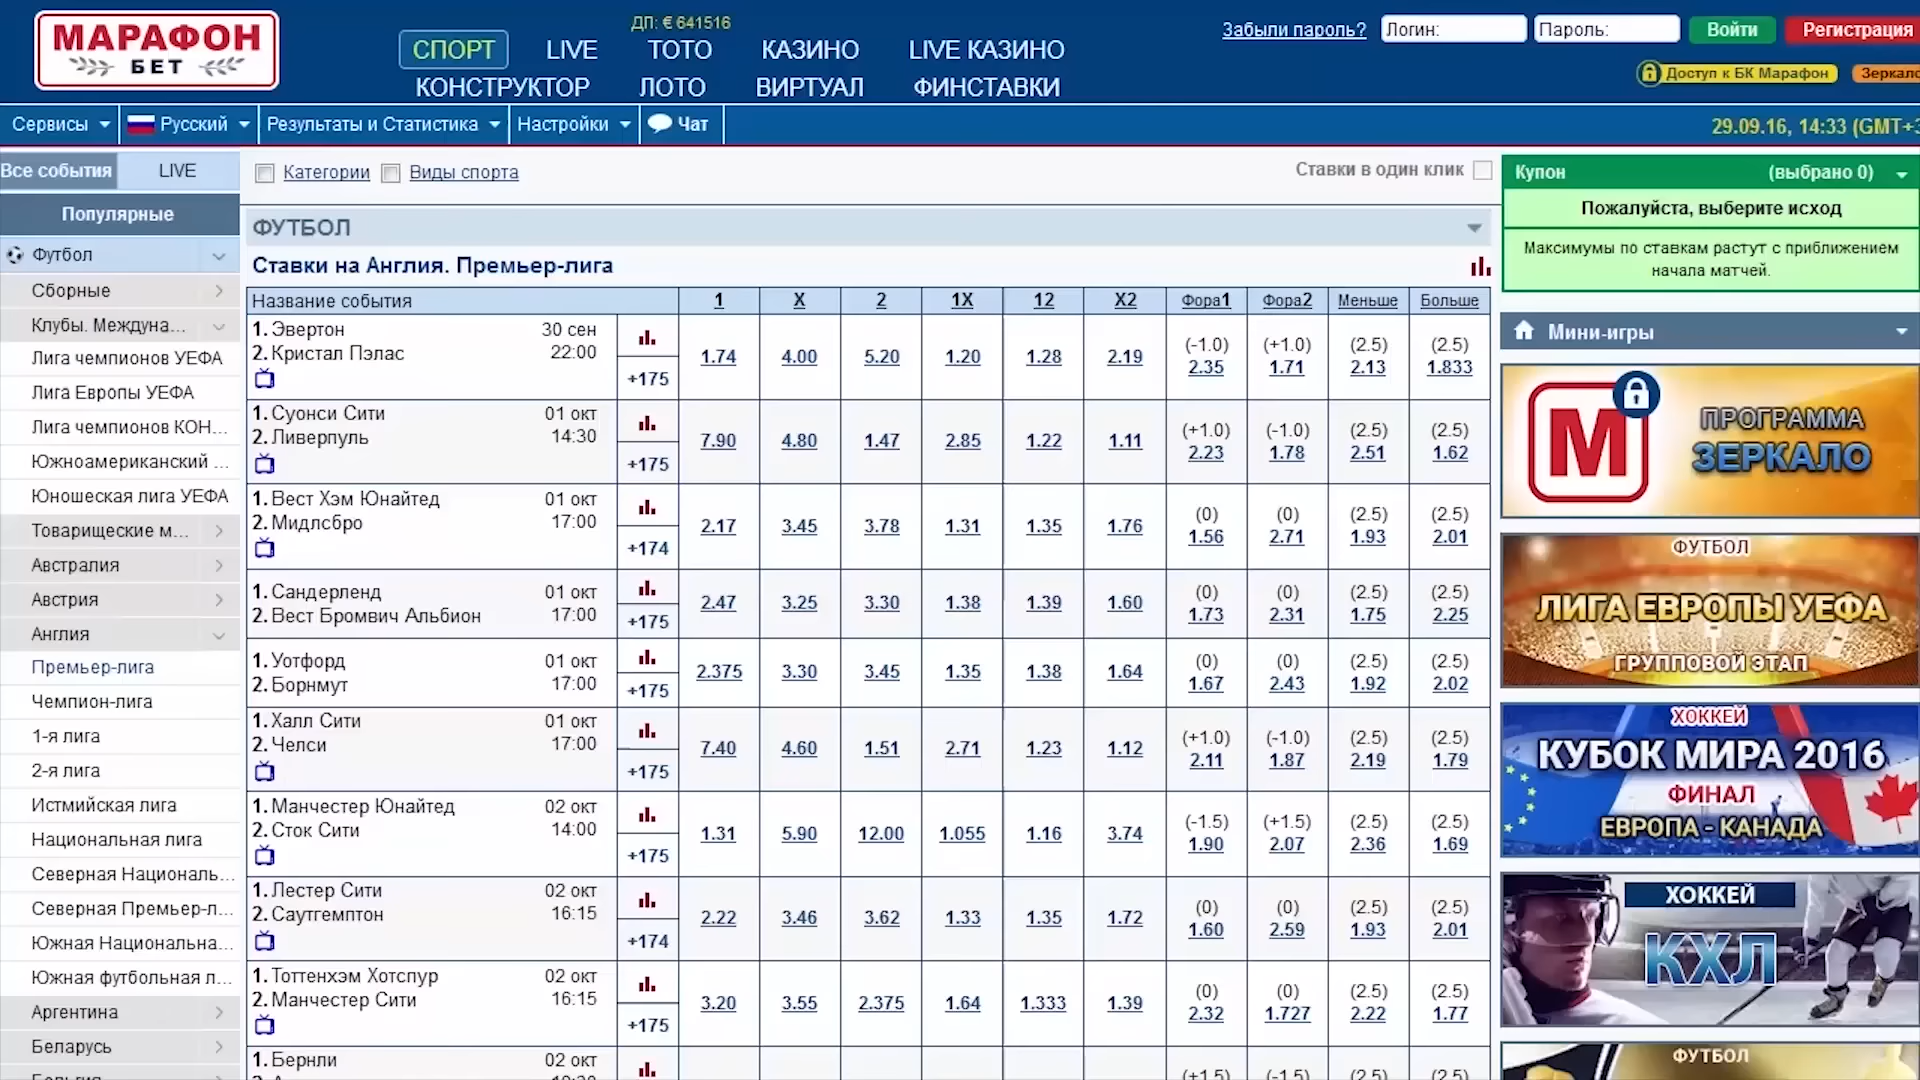 МАРАФОН
БЕТ
ДП: € 641516
СПОРТ LIVE ТОТО КАЗИНО LIVE КАЗИНО
КОНСТРУКТОР ЛОТО ВИРТУАЛ ФИНСТАВКИ
Забыли пароль? Логин: Пароль: Войти Регистрация
Доступ к БК Марафон
Сервисы Русский Результаты и Статистика Настройки Чат
29.09.16, 14:33 (GMT+3
Все события LIVE
Популярные
Футбол
Сборные
Клубы. Междуна...
Лига чемпионов УЕФА
Лига Европы УЕФА
Лига чемпионов КОН...
Южноамериканский ...
Юношеская лига УЕФА
Товарищеские м...
Австралия
Австрия
Англия
Премьер-лига
Чемпион-лига
1-я лига
2-я лига
Истмийская лига
Национальная лига
Северная Националь...
Северная Премьер-л...
Южная Национальна...
Южная футбольная л...
Аргентина
Беларусь
Категории Виды спорта
Ставки в один клик
ФУТБОЛ
Ставки на Англия. Премьер-лига
Название события 1 X 2 1X 12 X2 Фора1 Фора2 Меньше Больше
1. Эвертон 30 сен
2. Кристал Пэлас 22:00
+175
1.74 4.00 5.20 1.20 1.28 2.19 (-1.0) (+1.0) (2.5) (2.5)
2.35 1.71 2.13 1.833
1. Суонси Сити 01 окт
2. Ливерпуль 14:30
+175
7.90 4.80 1.47 2.85 1.22 1.11 (+1.0) (-1.0) (2.5) (2.5)
2.23 1.78 2.51 1.62
1. Вест Хэм Юнайтед 01 окт
2. Мидлсбро 17:00
+174
2.17 3.45 3.78 1.31 1.35 1.76 (0) (0) (2.5) (2.5)
1.56 2.71 1.93 2.01
1. Сандерленд 01 окт
2. Вест Бромвич Альбион 17:00
+175
2.47 3.25 3.30 1.38 1.39 1.60 (0) (0) (2.5) (2.5)
1.73 2.31 1.75 2.25
1. Уотфорд 01 окт
2. Борнмут 17:00
+175
2.375 3.30 3.45 1.35 1.38 1.64 (0) (0) (2.5) (2.5)
1.67 2.43 1.92 2.02
1. Халл Сити 01 окт
2. Челси 17:00
+175
7.40 4.60 1.51 2.71 1.23 1.12 (+1.0) (-1.0) (2.5) (2.5)
2.11 1.87 2.19 1.79
1. Манчестер Юнайтед 02 окт
2. Сток Сити 14:00
+175
1.31 5.90 12.00 1.055 1.16 3.74 (-1.5) (+1.5) (2.5) (2.5)
1.90 2.07 2.36 1.69
1. Лестер Сити 02 окт
2. Саутгемптон 16:15
+174
2.22 3.46 3.62 1.33 1.35 1.72 (0) (0) (2.5) (2.5)
1.60 2.59 1.93 2.01
1. Тоттенхэм Хотспур 02 окт
2. Манчестер Сити 16:15
+175
3.20 3.55 2.375 1.64 1.333 1.39 (0) (0) (2.5) (2.5)
2.32 1.727 2.22 1.77
1. Бернли 02 окт
(+1.5) (-1.5) (2.5) (2.5)
Купон (выбрано 0)
Пожалуйста, выберите исход
Максимумы по ставкам растут с приближением
начала матчей.
Мини-игры
М
ПРОГРАММА
ЗЕРКАЛО
ФУТБОЛ
ЛИГА ЕВРОПЫ УЕФА
ГРУППОВОЙ ЭТАП
ХОККЕЙ
КУБОК МИРА 2016
ФИНАЛ
ЕВРОПА - КАНАДА
ХОККЕЙ
КХЛ
ФУТБОЛ